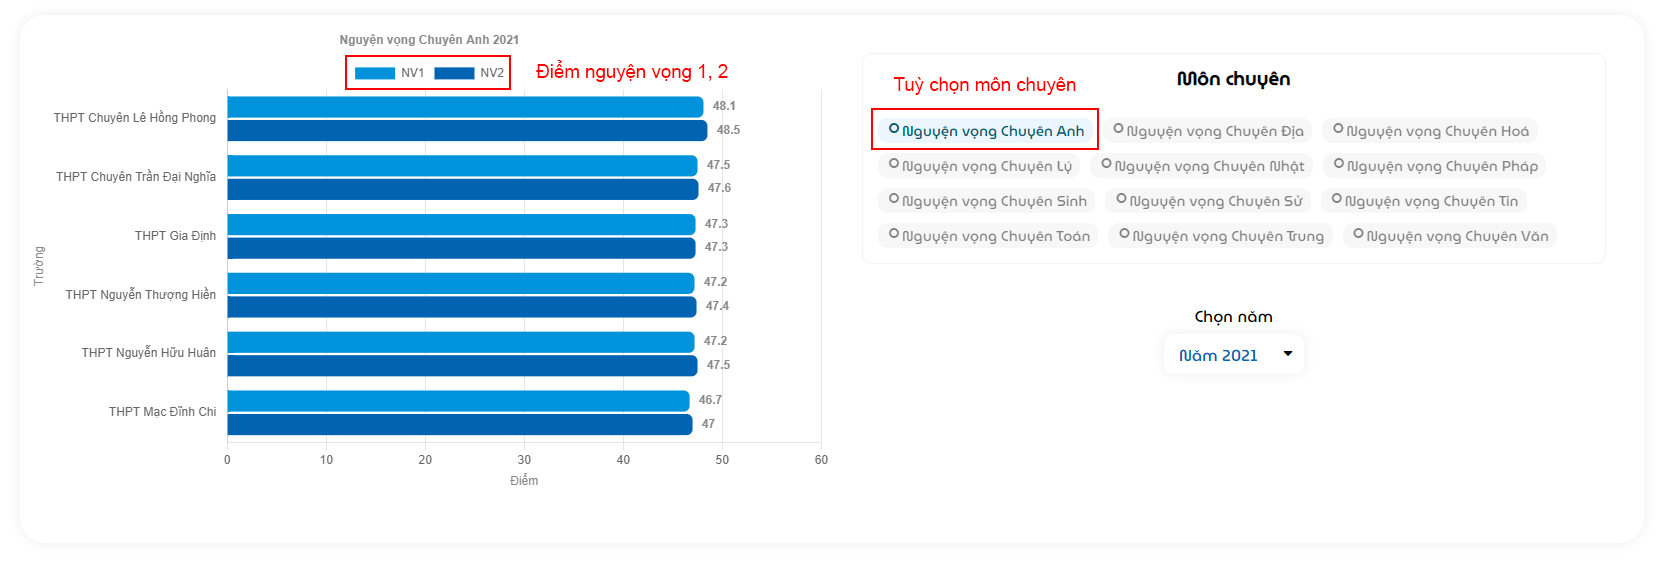 Nguyện vọng Chuyên Anh 2021
NV1 NV2
Điểm nguyện vọng 1, 2
THPT Chuyên Lê Hồng Phong
48.1
48.5
THPT Chuyên Trần Đại Nghĩa
47.5
47.6
THPT Gia Định
47.3
47.3
THPT Nguyễn Thượng Hiền
47.2
47.4
THPT Nguyễn Hữu Huân
47.2
47.5
THPT Mạc Đĩnh Chi
46.7
47
Trường
0 10 20 30 40 50 60
Điểm
Tuỳ chọn môn chuyên
Môn chuyên
Nguyện vọng Chuyên Anh Nguyện vọng Chuyên Địa Nguyện vọng Chuyên Hoá
Nguyện vọng Chuyên Lý Nguyện vọng Chuyên Nhật Nguyện vọng Chuyên Pháp
Nguyện vọng Chuyên Sinh Nguyện vọng Chuyên Sử Nguyện vọng Chuyên Tin
Nguyện vọng Chuyên Toán Nguyện vọng Chuyên Trung Nguyện vọng Chuyên Văn
Chọn năm
Năm 2021